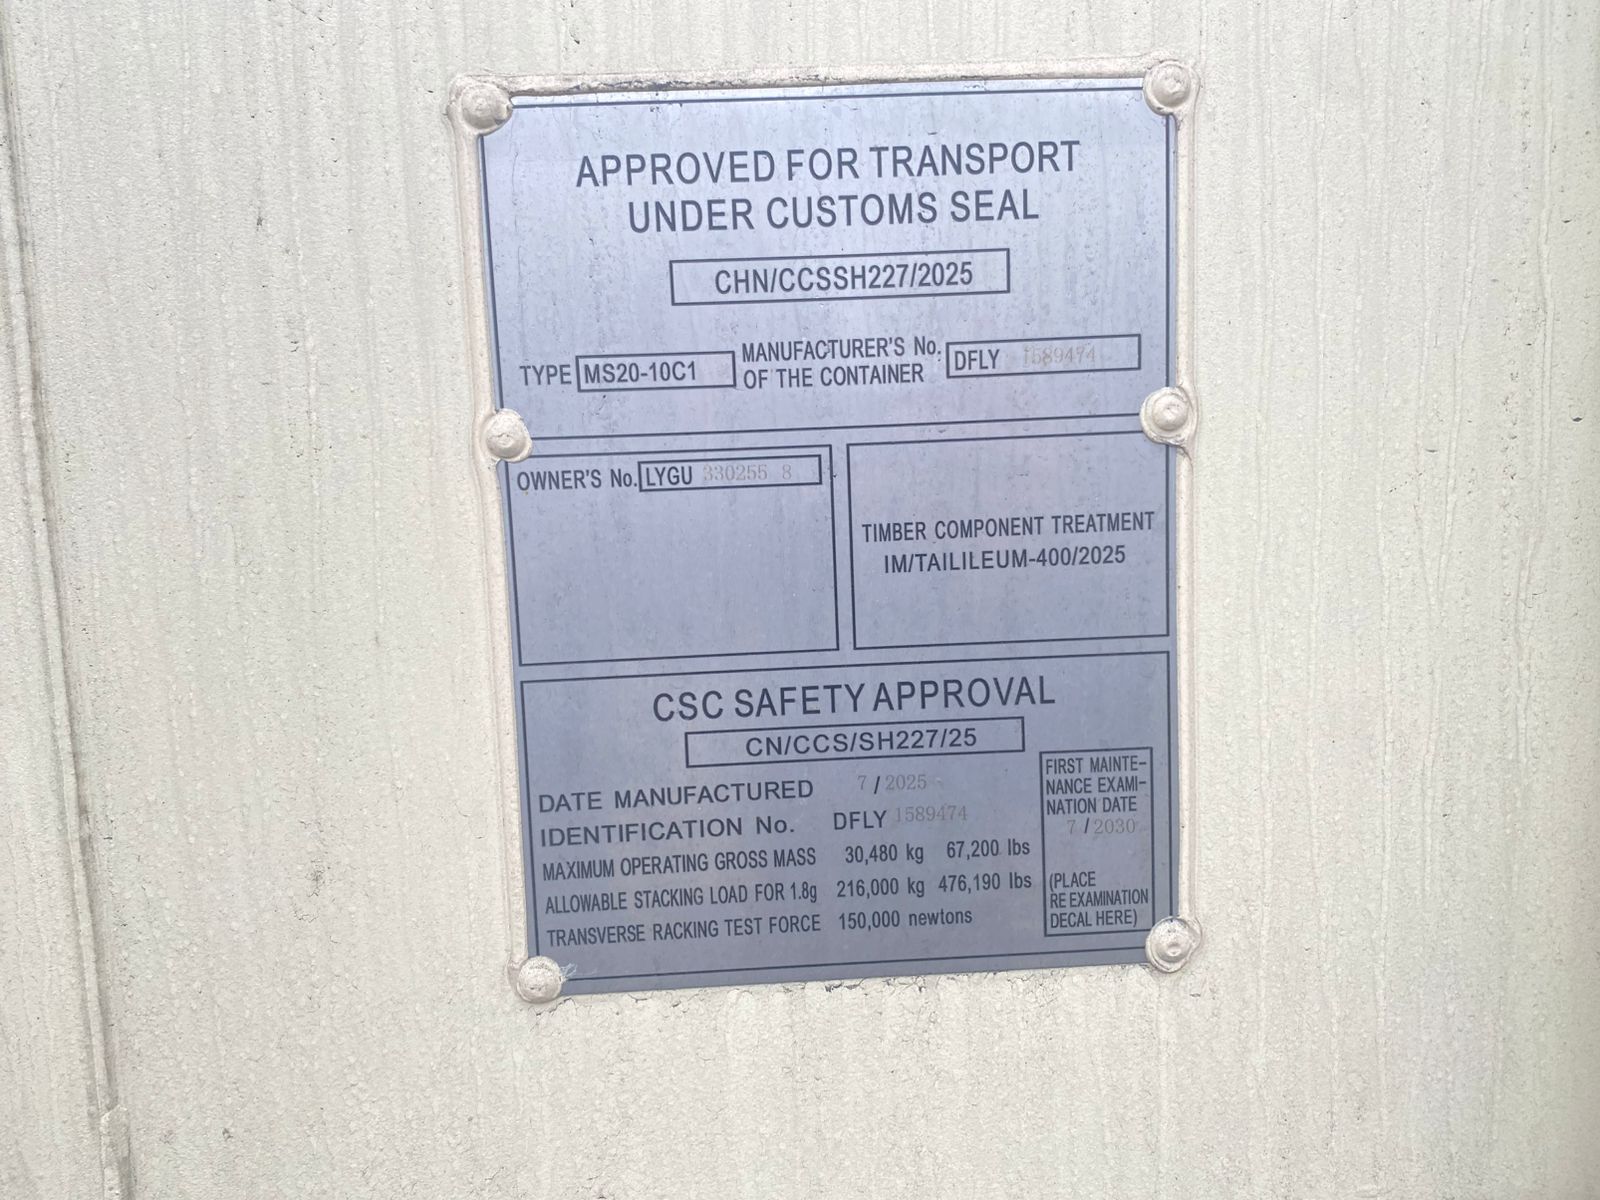 APPROVED FOR TRANSPORT
UNDER CUSTOMS SEAL
CHN/CCSSH227/2025
TYPE MS20-10C1 MANUFACTURER'S No. OF THE CONTAINER DFLY 1589474
OWNER'S No. LYGU 330255 8
TIMBER COMPONENT TREATMENT
IM/TAILILEUM-400/2025
CSC SAFETY APPROVAL
CN/CCS/SH227/25
DATE MANUFACTURED 7 / 2025
IDENTIFICATION No. DFLY 1589474
MAXIMUM OPERATING GROSS MASS 30,480 kg 67,200 lbs
ALLOWABLE STACKING LOAD FOR 1.8g 216,000 kg 476,190 lbs
TRANSVERSE RACKING TEST FORCE 150,000 newtons
FIRST MAINTE-
NANCE EXAMI-
NATION DATE
7 / 2030
(PLACE
RE EXAMINATION
DECAL HERE)